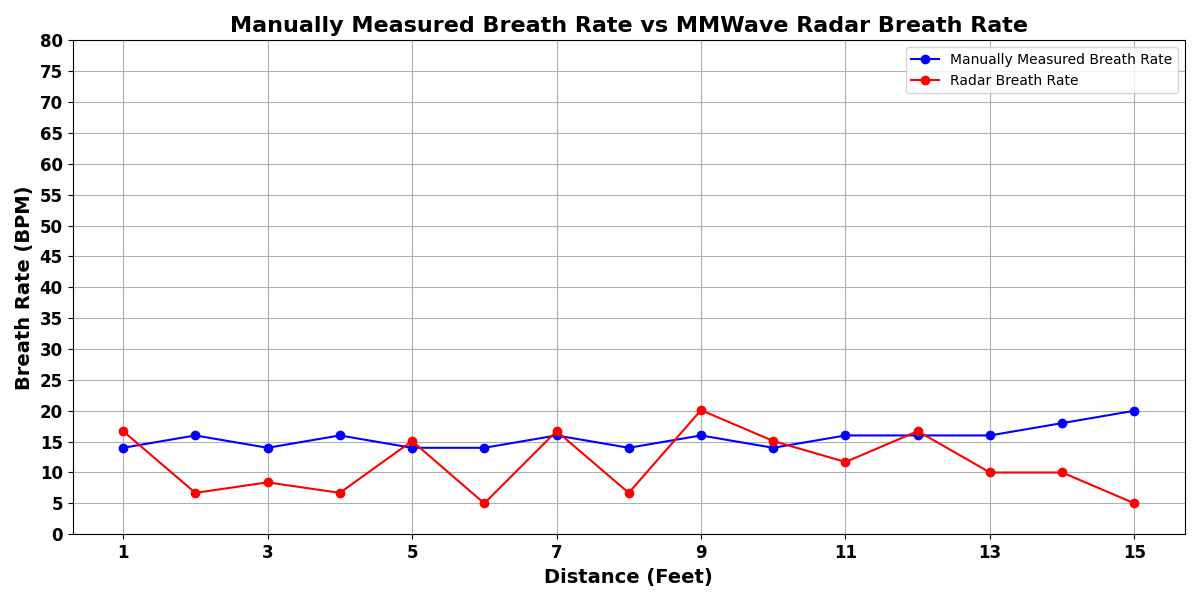 Manually Measured Breath Rate vs MMWave Radar Breath Rate
80
75
70
65
60
55
50
45
40
35
30
25
20
15
10
5
0
Breath Rate (BPM)
Manually Measured Breath Rate
Radar Breath Rate
1 3 5 7 9 11 13 15
Distance (Feet)